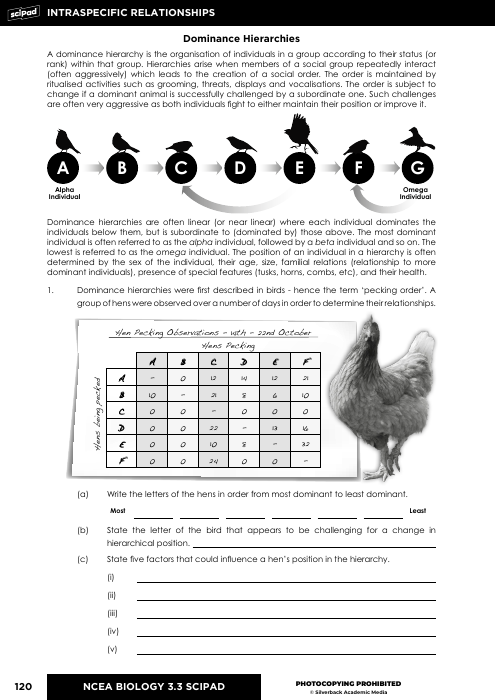 scipad INTRASPECIFIC RELATIONSHIPS
Dominance Hierarchies
A dominance hierarchy is the organisation of individuals in a group according to their status (or
rank) within that group. Hierarchies arise when members of a social group repeatedly interact
(often aggressively) which leads to the creation of a social order. The order is maintained by
ritualised activities such as grooming, threats, displays and vocalisations. The order is subject to
change if a dominant animal is successfully challenged by a subordinate one. Such challenges
are often very aggressive as both individuals fight to either maintain their position or improve it.
A B C D E F G
Alpha Individual
Omega Individual
Dominance hierarchies are often linear (or near linear) where each individual dominates the
individuals below them, but is subordinate to (dominated by) those above. The most dominant
individual is often referred to as the alpha individual, followed by a beta individual and so on. The
lowest is referred to as the omega individual. The position of an individual in a hierarchy is often
determined by the sex of the individual, their age, size, familial relations (relationship to more
dominant individuals), presence of special features (tusks, horns, combs, etc), and their health.
1. Dominance hierarchies were first described in birds - hence the term ‘pecking order’. A
group of hens were observed over a number of days in order to determine their relationships.
Hen Pecking Observations - 14th - 22nd October
Hens Pecking
Hens being pecked
A B C D E F
A - 0 12 14 12 21
B 10 - 21 8 6 10
C 0 0 - 0 0 0
D 0 0 22 - 13 16
E 0 0 10 8 - 32
F 0 0 24 0 0 -
(a) Write the letters of the hens in order from most dominant to least dominant.
Most Least
(b) State the letter of the bird that appears to be challenging for a change in
hierarchical position.
(c) State five factors that could influence a hen's position in the hierarchy.
(i)
(ii)
(iii)
(iv)
(v)
120 NCEA BIOLOGY 3.3 SCIPAD PHOTOCOPYING PROHIBITED
© Silverback Academic Media